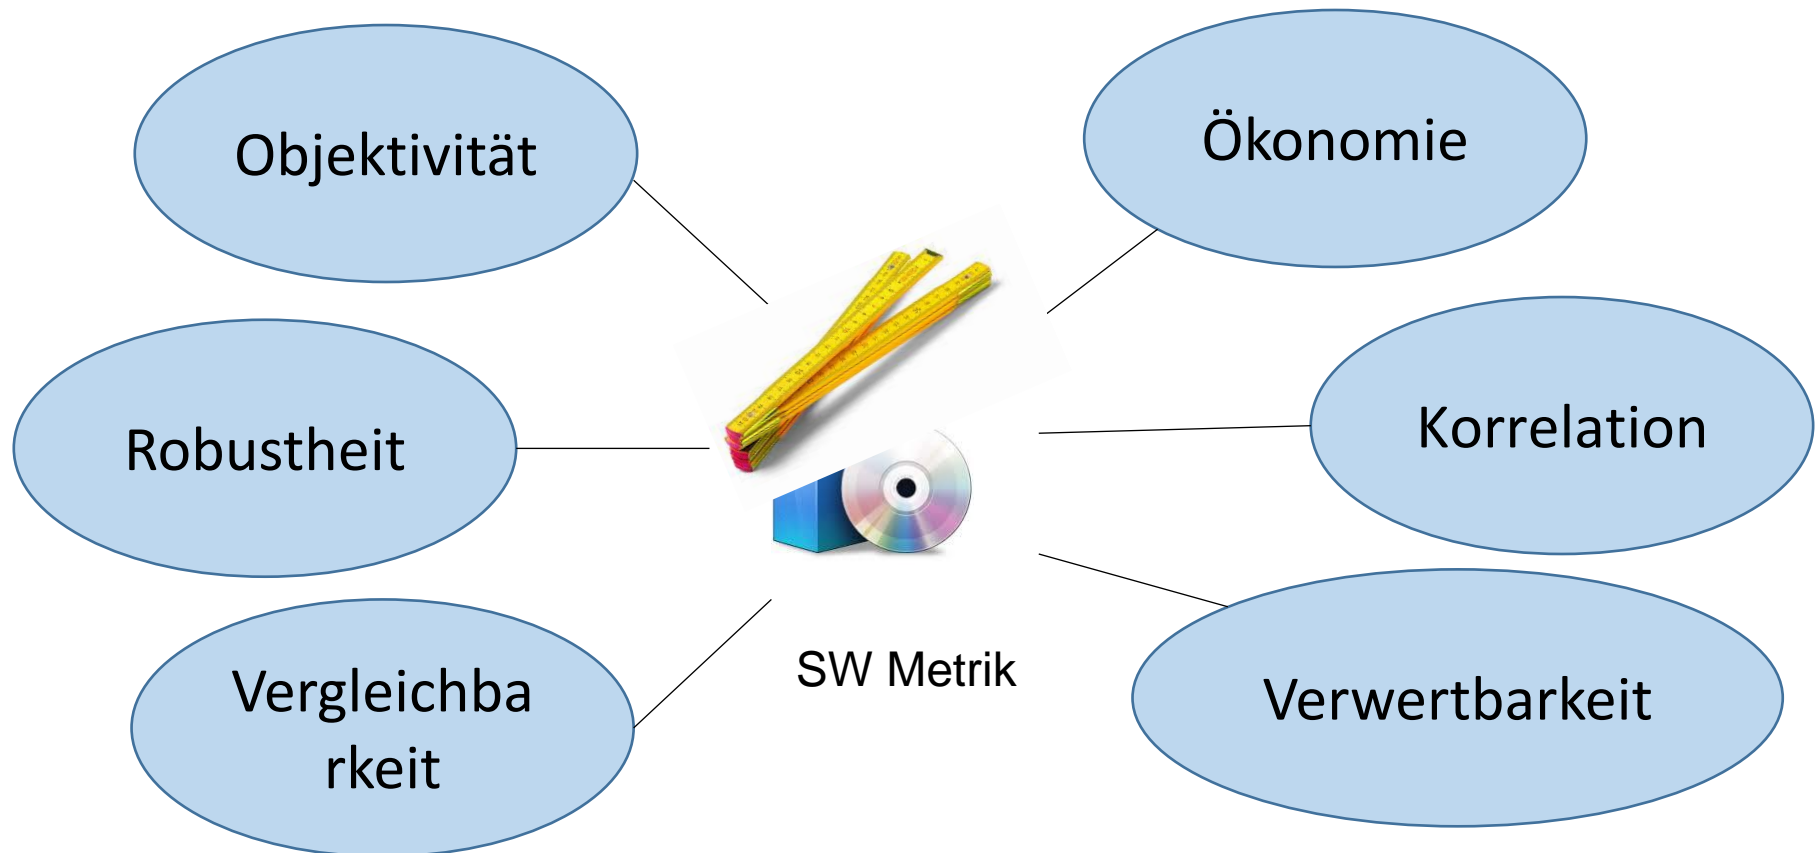 Objektivität
Ökonomie
Robustheit
Korrelation
Vergleichba
rkeit
SW Metrik
Verwertbarkeit